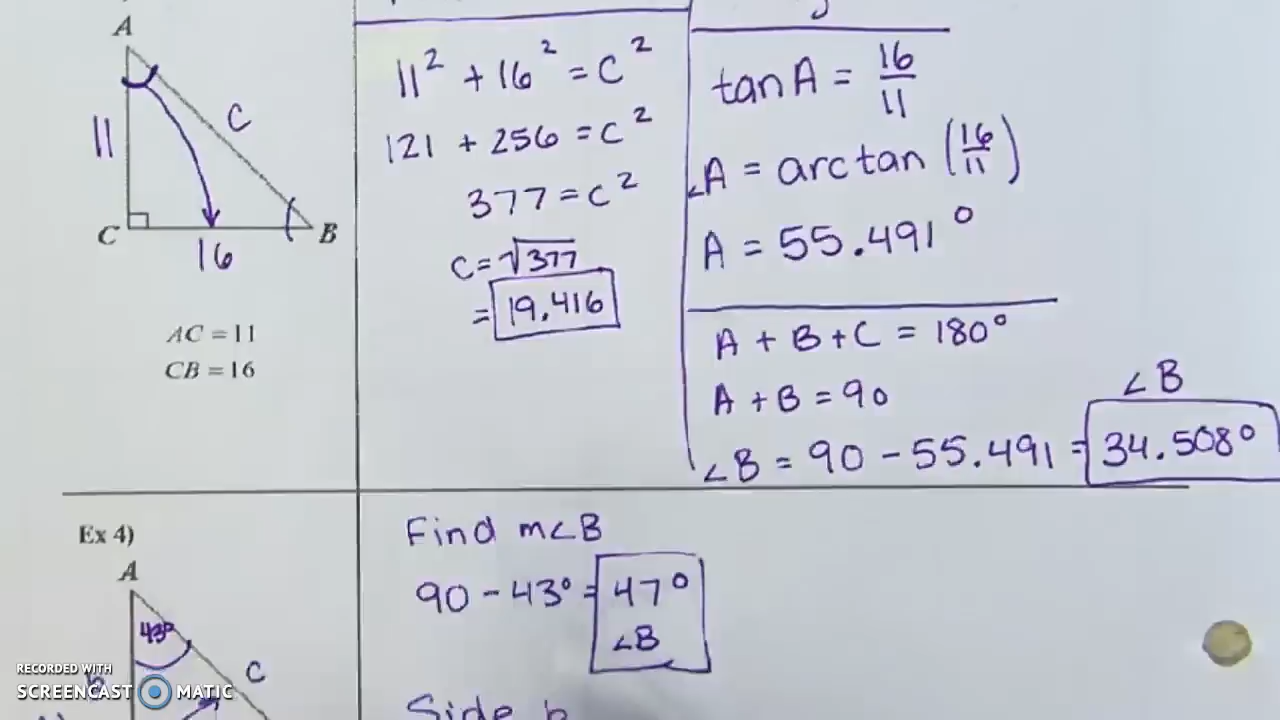 A
11
C
C
16
B
AC = 11
CB = 16
11² + 16² = C²
121 + 256 = C²
377 = C²
C = √377
= 19.416
tan A = 16/11
∠A = arctan (16/11)
A = 55.491°
A + B + C = 180°
A + B = 90
∠B
∠B = 90 - 55.491 = 34.508°
Ex 4)
A
43°
C
Find m∠B
90 - 43° = 47°
∠B
Side b
RECORDED WITH
SCREENCAST MATIC